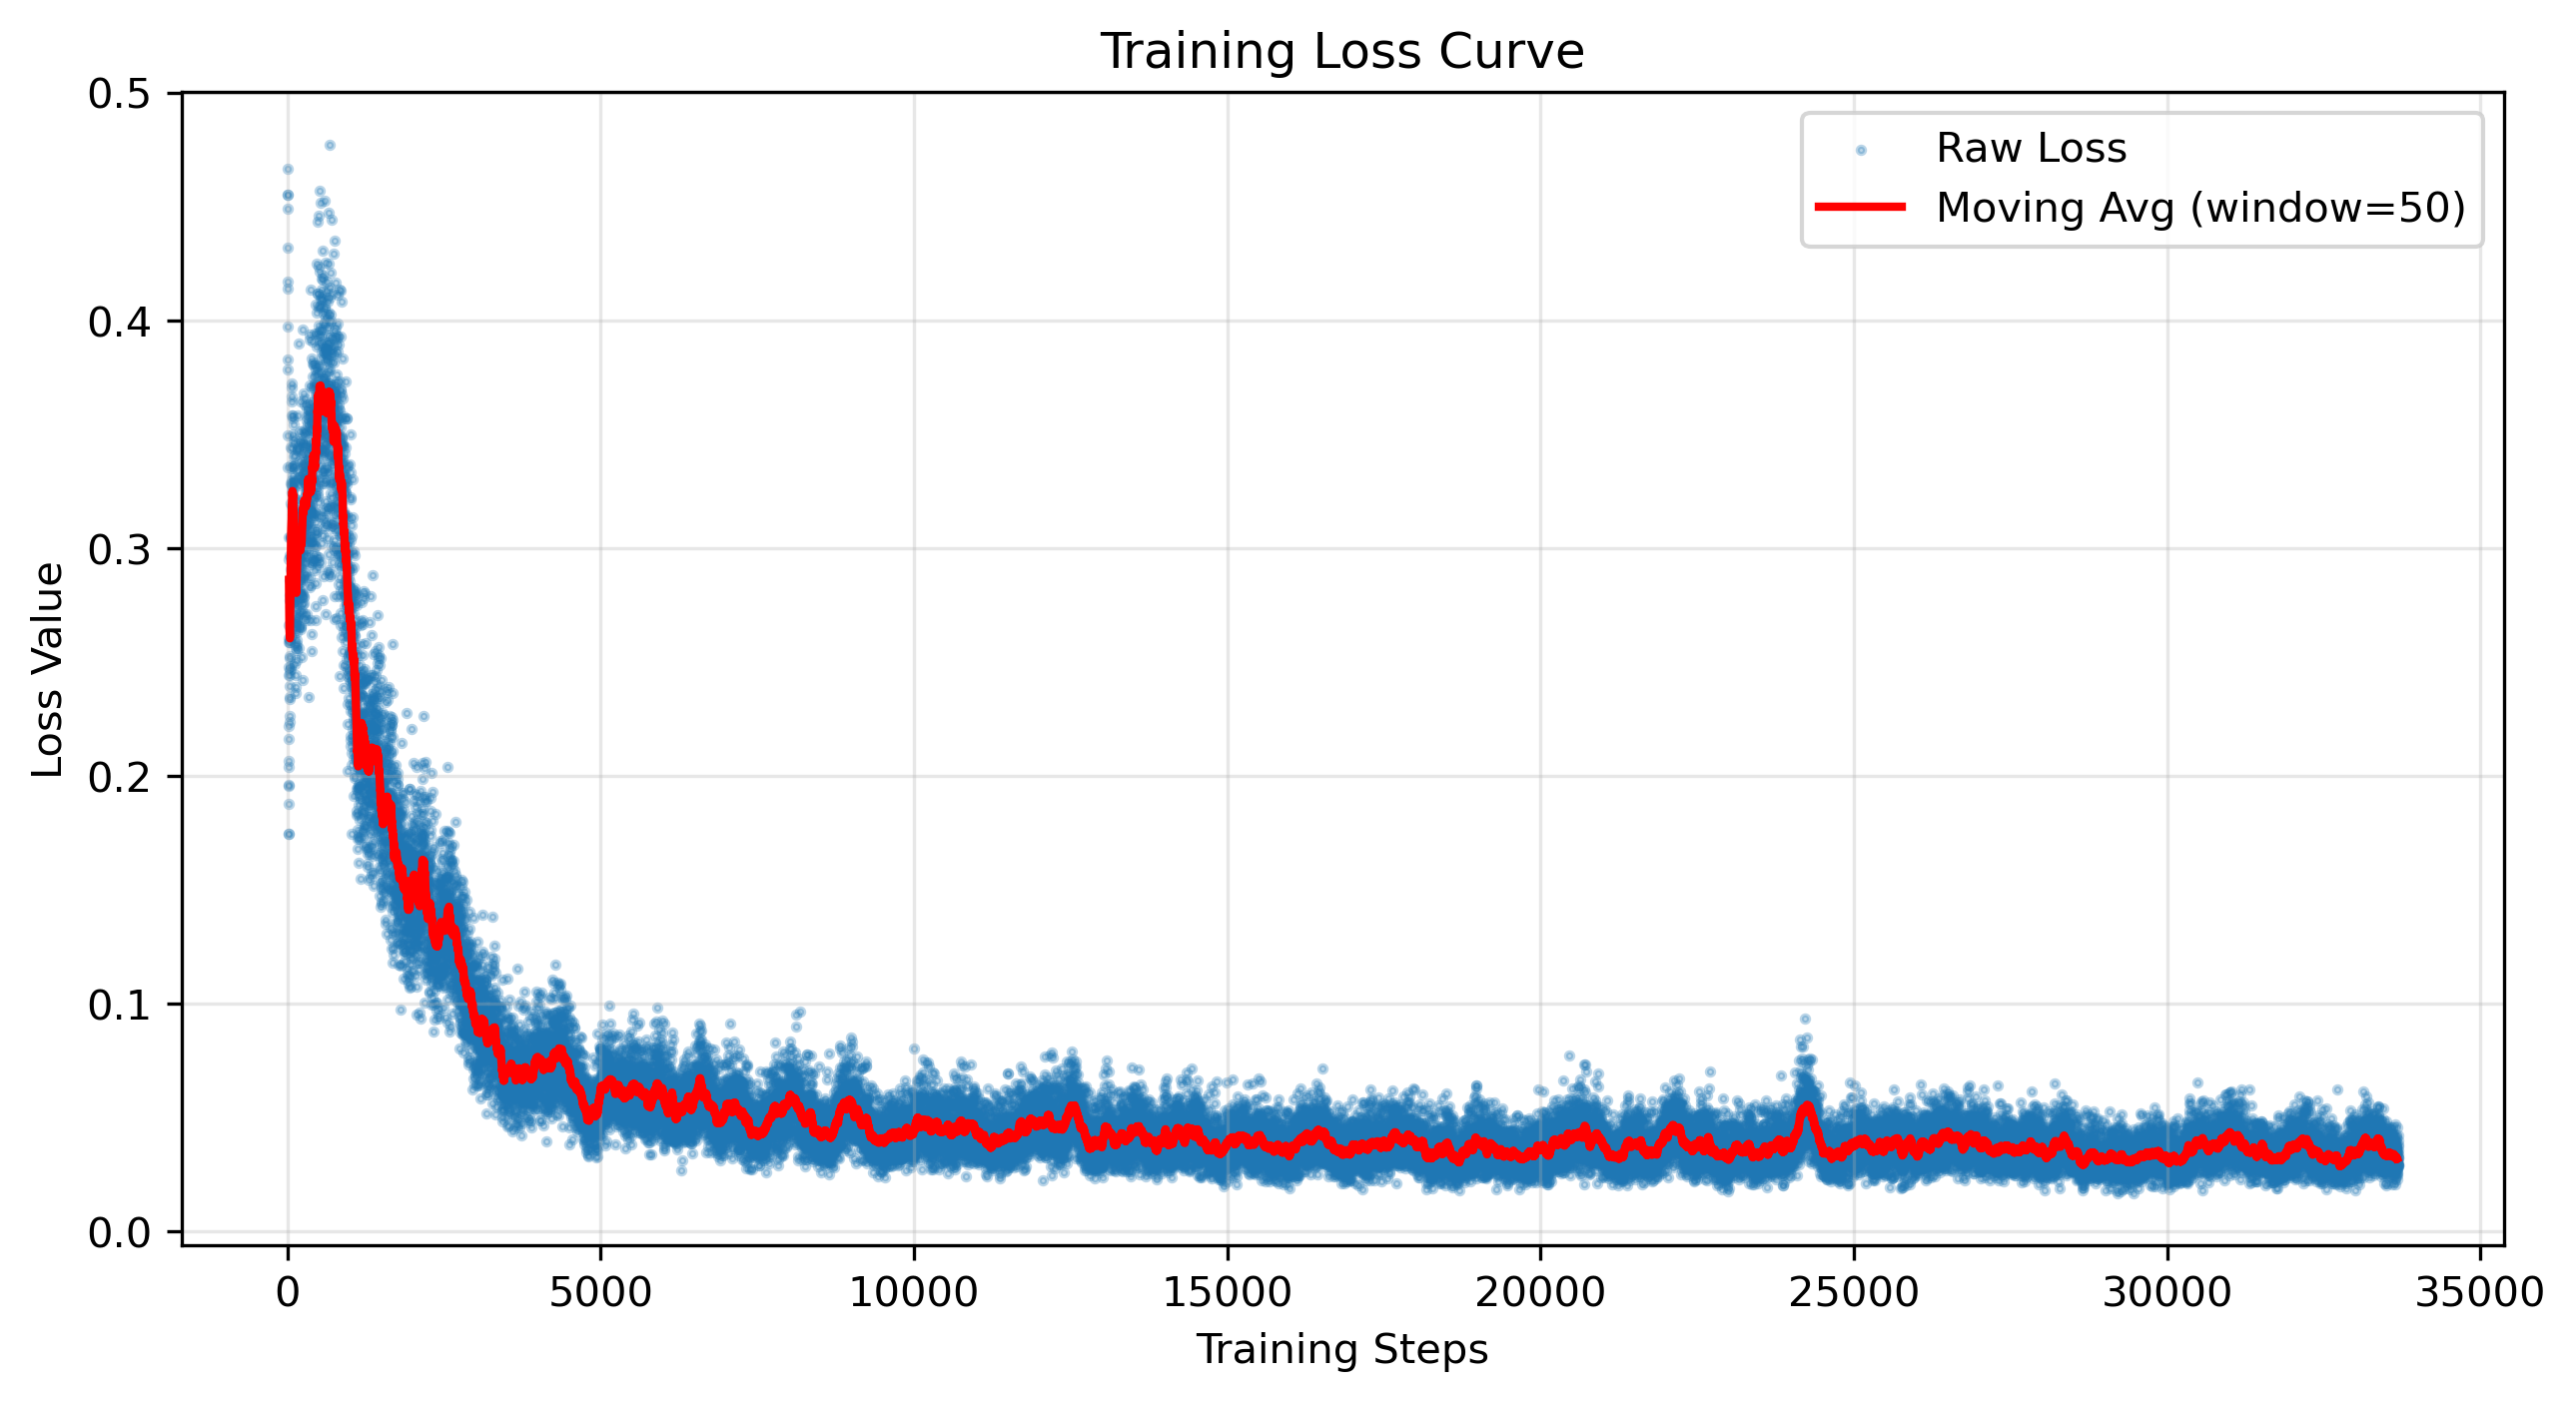 Training Loss Curve
Raw Loss
Moving Avg (window=50)
Loss Value
0.5
0.4
0.3
0.2
0.1
0.0
0 5000 10000 15000 20000 25000 30000 35000
Training Steps